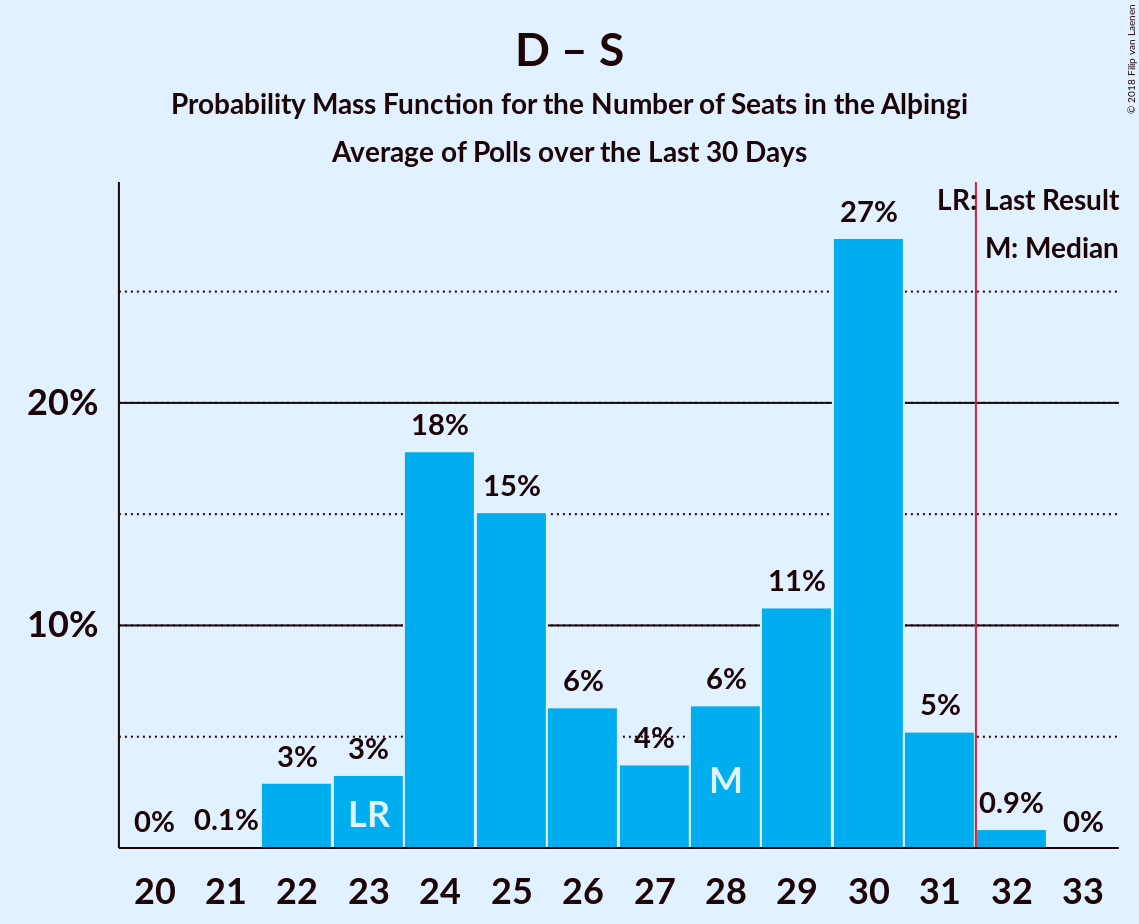 D – S
Probability Mass Function for the Number of Seats in the Alþingi
Average of Polls over the Last 30 Days
© 2018 Filip van Laenen
LR: Last Result
M: Median
27%
20%
18%
15%
11%
10%
6%
6%
5%
4%
3%
3%
0.9%
0.1%
0%
0%
LR
M
20 21 22 23 24 25 26 27 28 29 30 31 32 33